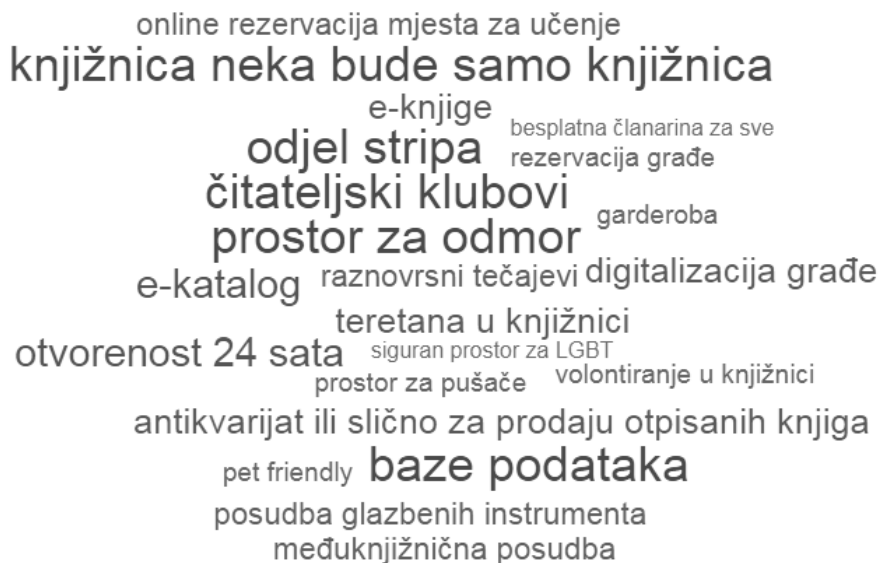 online rezervacija mjesta za učenje
knjižnica neka bude samo knjižnica
e-knjige
besplatna članarina za sve
odjel stripa
rezervacija građe
čitateljski klubovi
garderoba
prostor za odmor
e-katalog
raznovrsni tečajevi
digitalizacija građe
teretana u knjižnici
otvorenost 24 sata
siguran prostor za LGBT
prostor za pušače
volontiranje u knjižnici
antikvarijat ili slično za prodaju otpisanih knjiga
pet friendly
baze podataka
posudba glazbenih instrumenta
međuknjižnična posudba